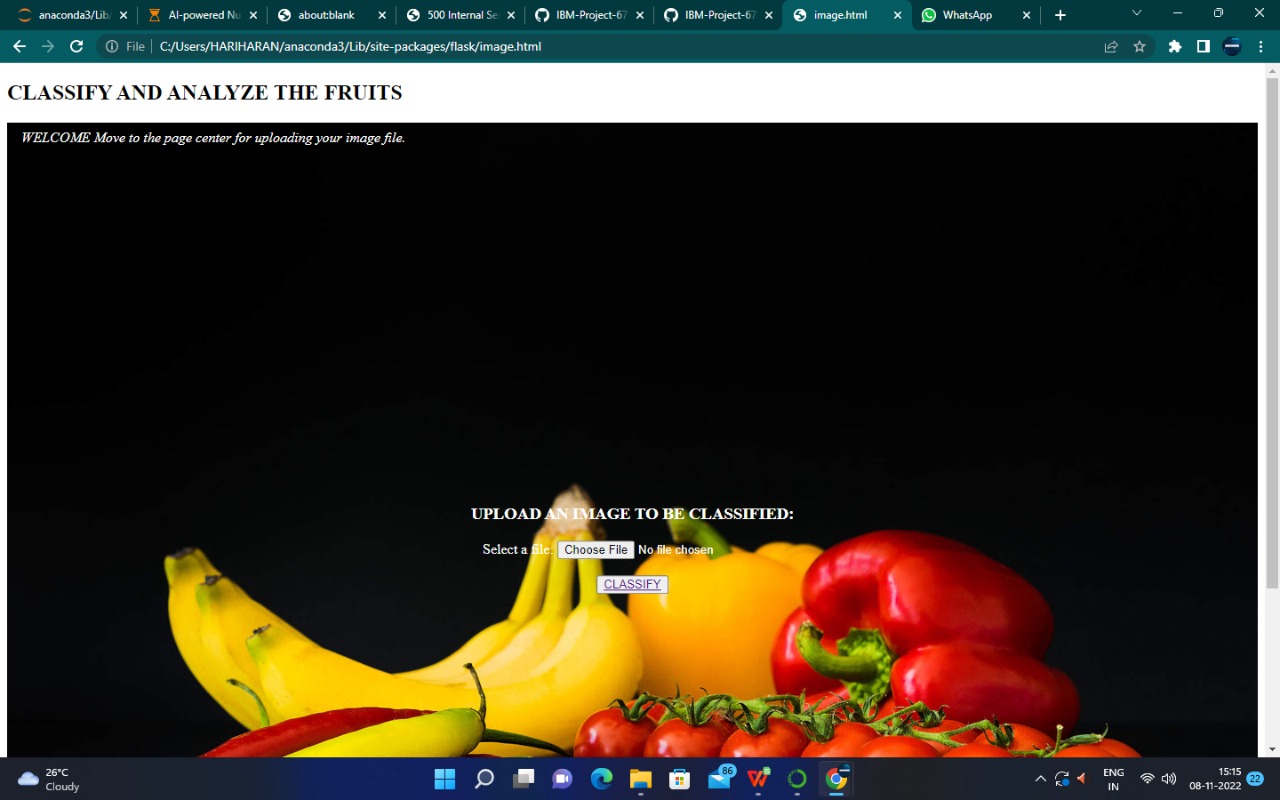 anaconda3/Lib/
AI-powered Nu
about:blank
500 Internal Se
IBM-Project-67
IBM-Project-67
image.html
WhatsApp
File
C:/Users/HARIHARAN/anaconda3/Lib/site-packages/flask/image.html
CLASSIFY AND ANALYZE THE FRUITS
WELCOME Move to the page center for uploading your image file.
UPLOAD AN IMAGE TO BE CLASSIFIED:
Select a file: Choose File No file chosen
CLASSIFY
26°C
Cloudy
86
ENG
IN
15:15
08-11-2022
22